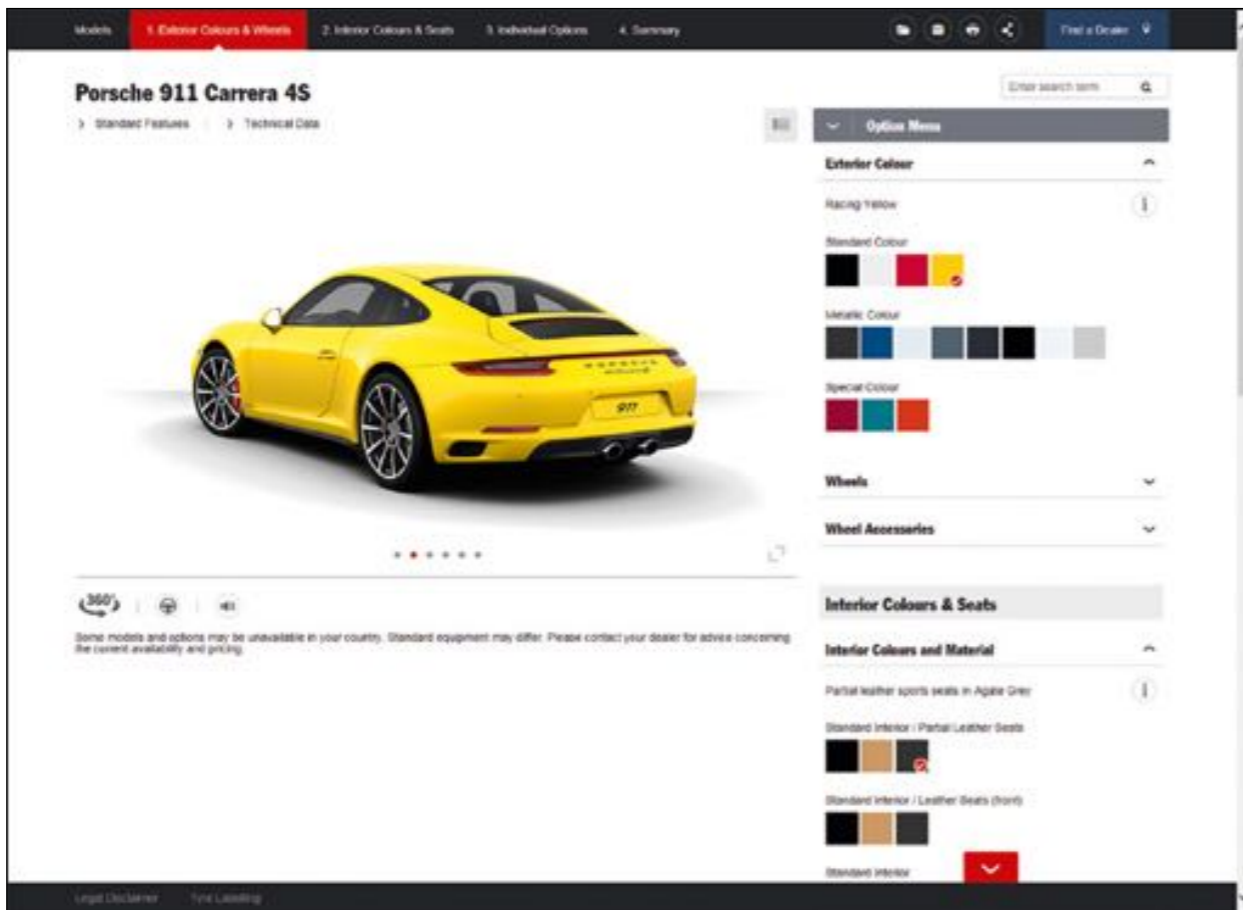 Models
1. Exterior Colours & Wheels
2. Interior Colours & Seats
3. Individual Options
4. Summary
Find a Dealer
Porsche 911 Carrera 4S
Enter search term
Standard Features
Technical Data
Option Menu
Exterior Colour
Racing Yellow
i
Standard Colour
Metallic Colour
Special Colour
PORSCHE
911
Wheels
Wheel Accessories
360°
Some models and options may be unavailable in your country. Standard equipment may differ. Please contact your dealer for advice concerning
the current availability and pricing.
Interior Colours & Seats
Interior Colours and Material
Partial leather sports seats in Agate Grey
i
Standard Interior / Partial Leather Seats
Standard Interior / Leather Seats (front)
Standard Interior
Legal Disclaimer
Tyre Labelling